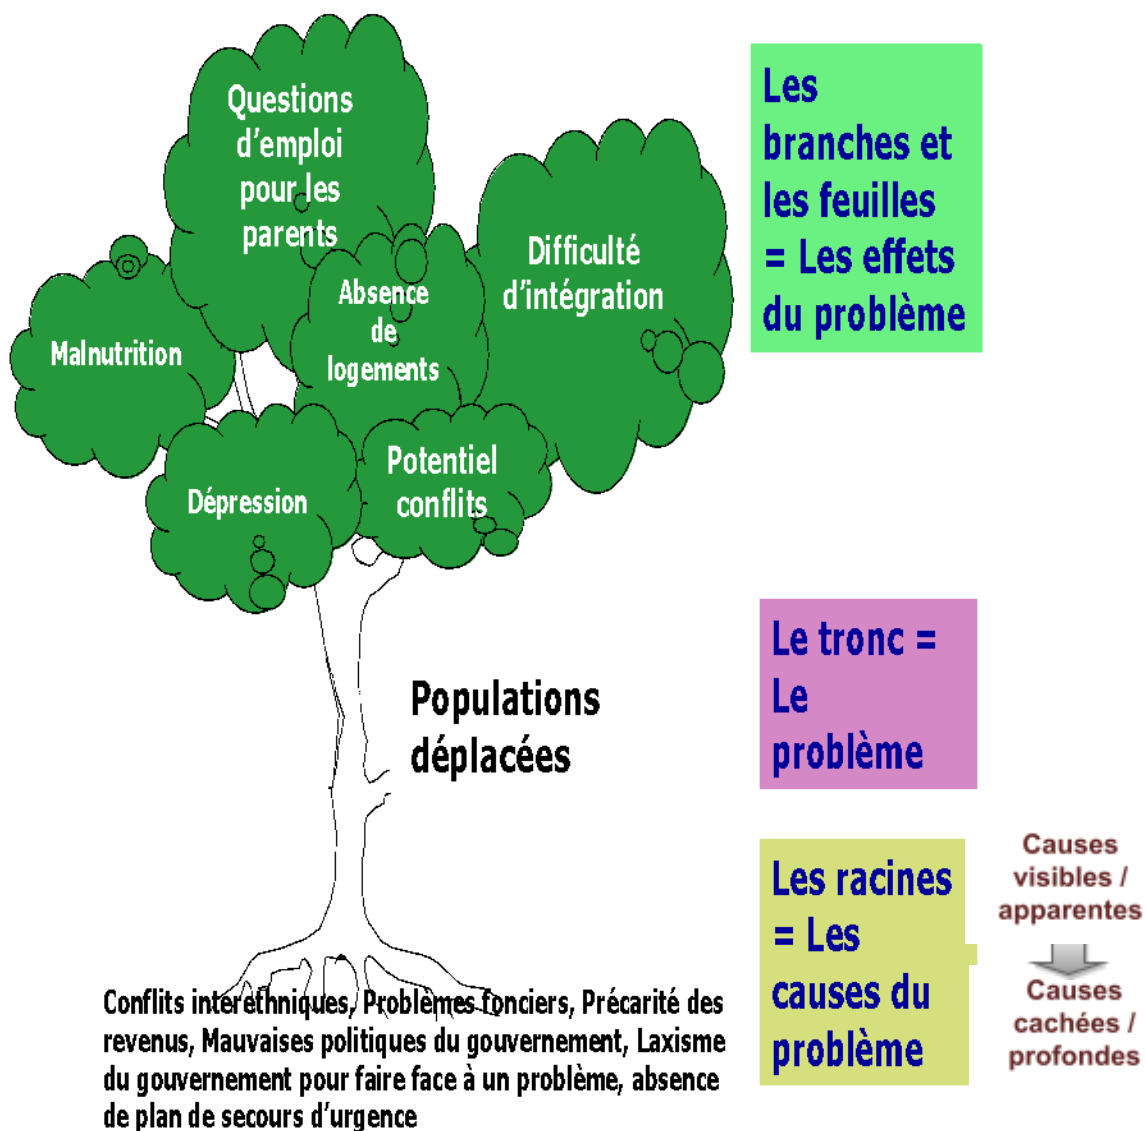 Questions
d'emploi
pour les
parents
Difficulté
d'intégration
Absence
de
logements
Malnutrition
Potentiel
conflits
Dépression
Les
branches et
les feuilles
= Les effets
du problème
Populations
déplacées
Le tronc =
Le
problème
Les racines
= Les
causes du
problème
Causes
visibles /
apparentes
Causes
cachées /
profondes
Conflits interethniques, Problèmes fonciers, Précarité des
revenus, Mauvaises politiques du gouvernement, Laxisme
du gouvernement pour faire face à un problème, absence
de plan de secours d'urgence